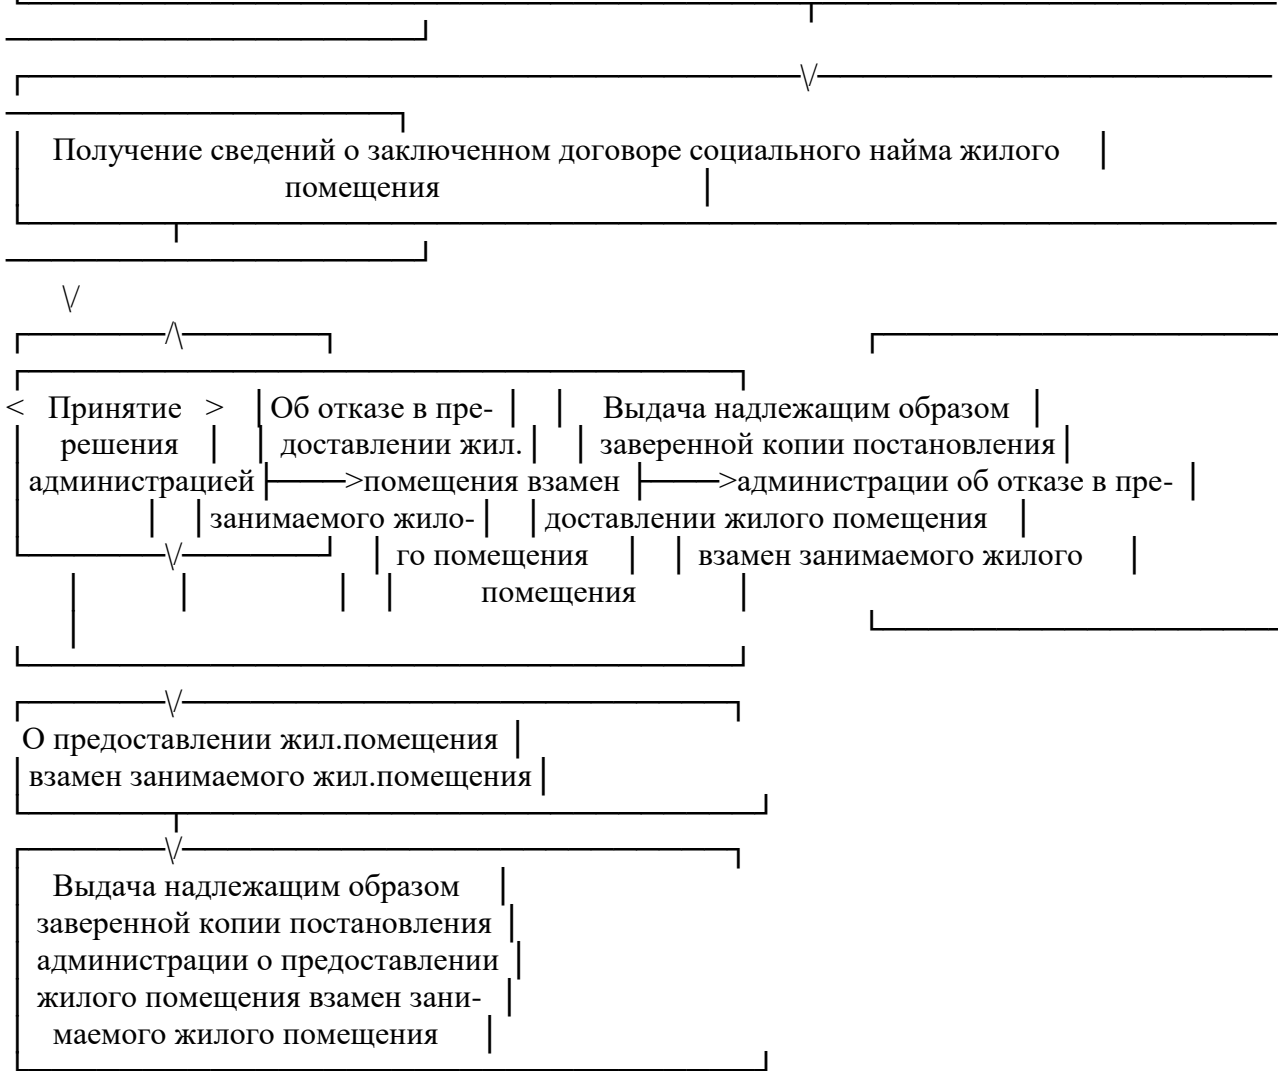 Получение сведений о заключенном договоре социального найма жилого
помещения
< Принятие > Об отказе в пре- Выдача надлежащим образом
решения доставлении жил. заверенной копии постановления
администрацией >помещения взамен >администрации об отказе в пре-
занимаемого жило- доставлении жилого помещения
го помещения взамен занимаемого жилого
помещения
О предоставлении жил.помещения
взамен занимаемого жил.помещения
Выдача надлежащим образом
заверенной копии постановления
администрации о предоставлении
жилого помещения взамен зани-
маемого жилого помещения